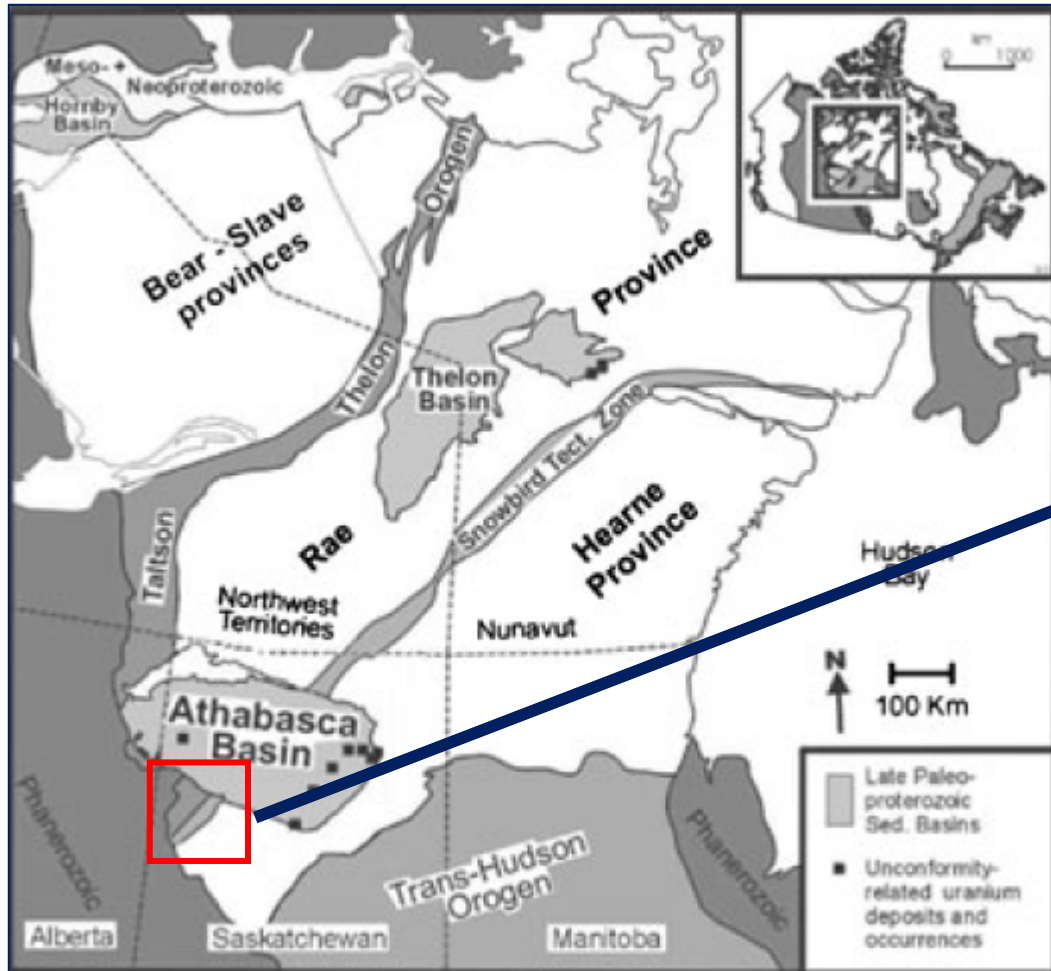 Meso- +
Neoproterozoic
Hornby
Basin
km
1000
Bear - Slave
provinces
Thelon
Orogen
Province
Thelon
Basin
Snowbird Tect. Zone
Rae
Hearne
Province
Taltson
Northwest
Territories
Nunavut
Hudson
Bay
N
100 Km
Athabasca
Basin
Phanerozoic
Trans-Hudson
Orogen
Phanerozoic
Late Paleo-
proterozoic
Sed. Basins
Unconformity-
related uranium
deposits and
occurrences
Alberta
Saskatchewan
Manitoba